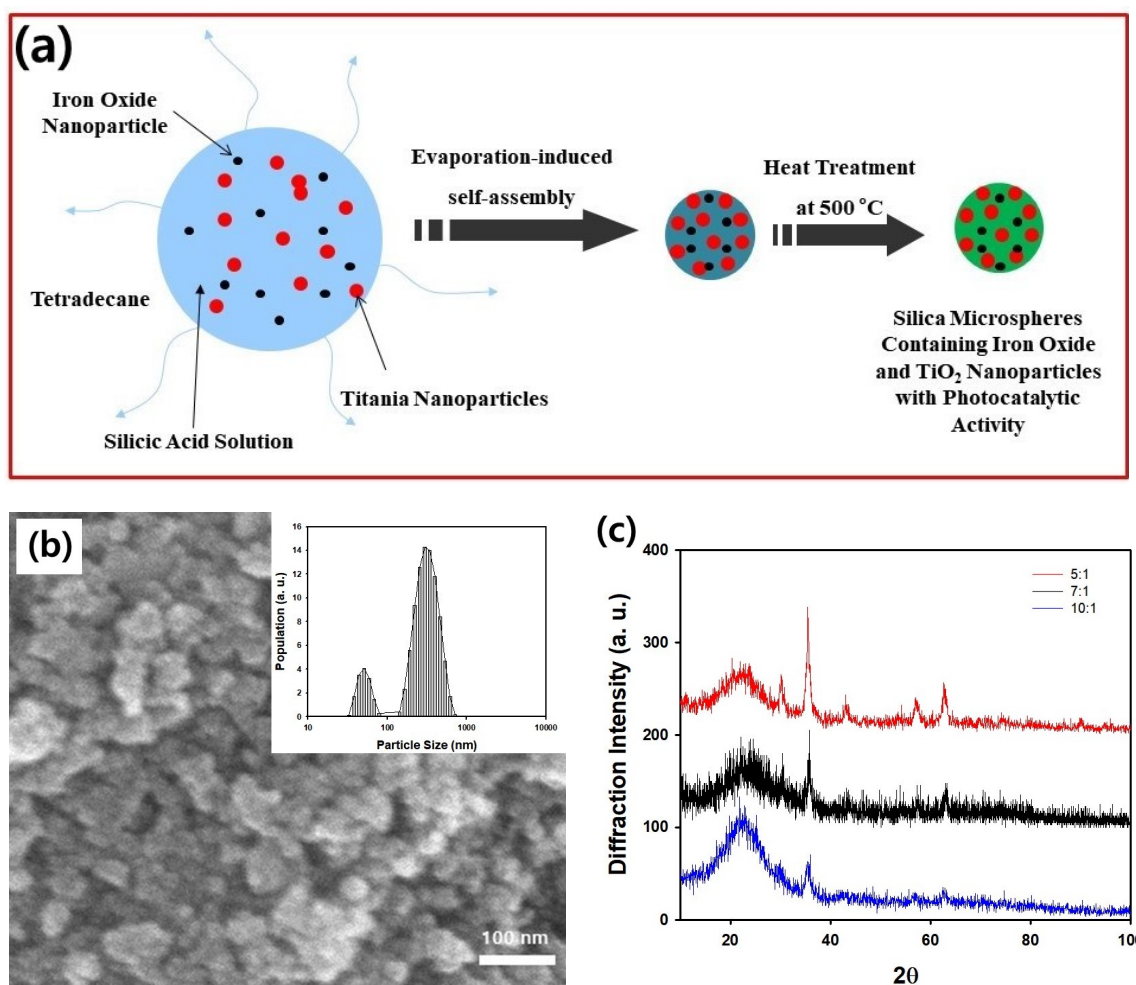 (a)
Iron Oxide
Nanoparticle
Tetradecane
Silicic Acid Solution
Titania Nanoparticles
Evaporation-induced
self-assembly
Heat Treatment
at 500 °C
Silica Microspheres
Containing Iron Oxide
and TiO₂ Nanoparticles
with Photocatalytic
Activity
(b)
Population (a. u.)
16
14
12
10
8
6
4
2
0
10 100 1000 10000
Particle Size (nm)
100 nm
(c)
Diffraction Intensity (a. u.)
400
300
200
100
0
5:1
7:1
10:1
20 40 60 80 100
2θ